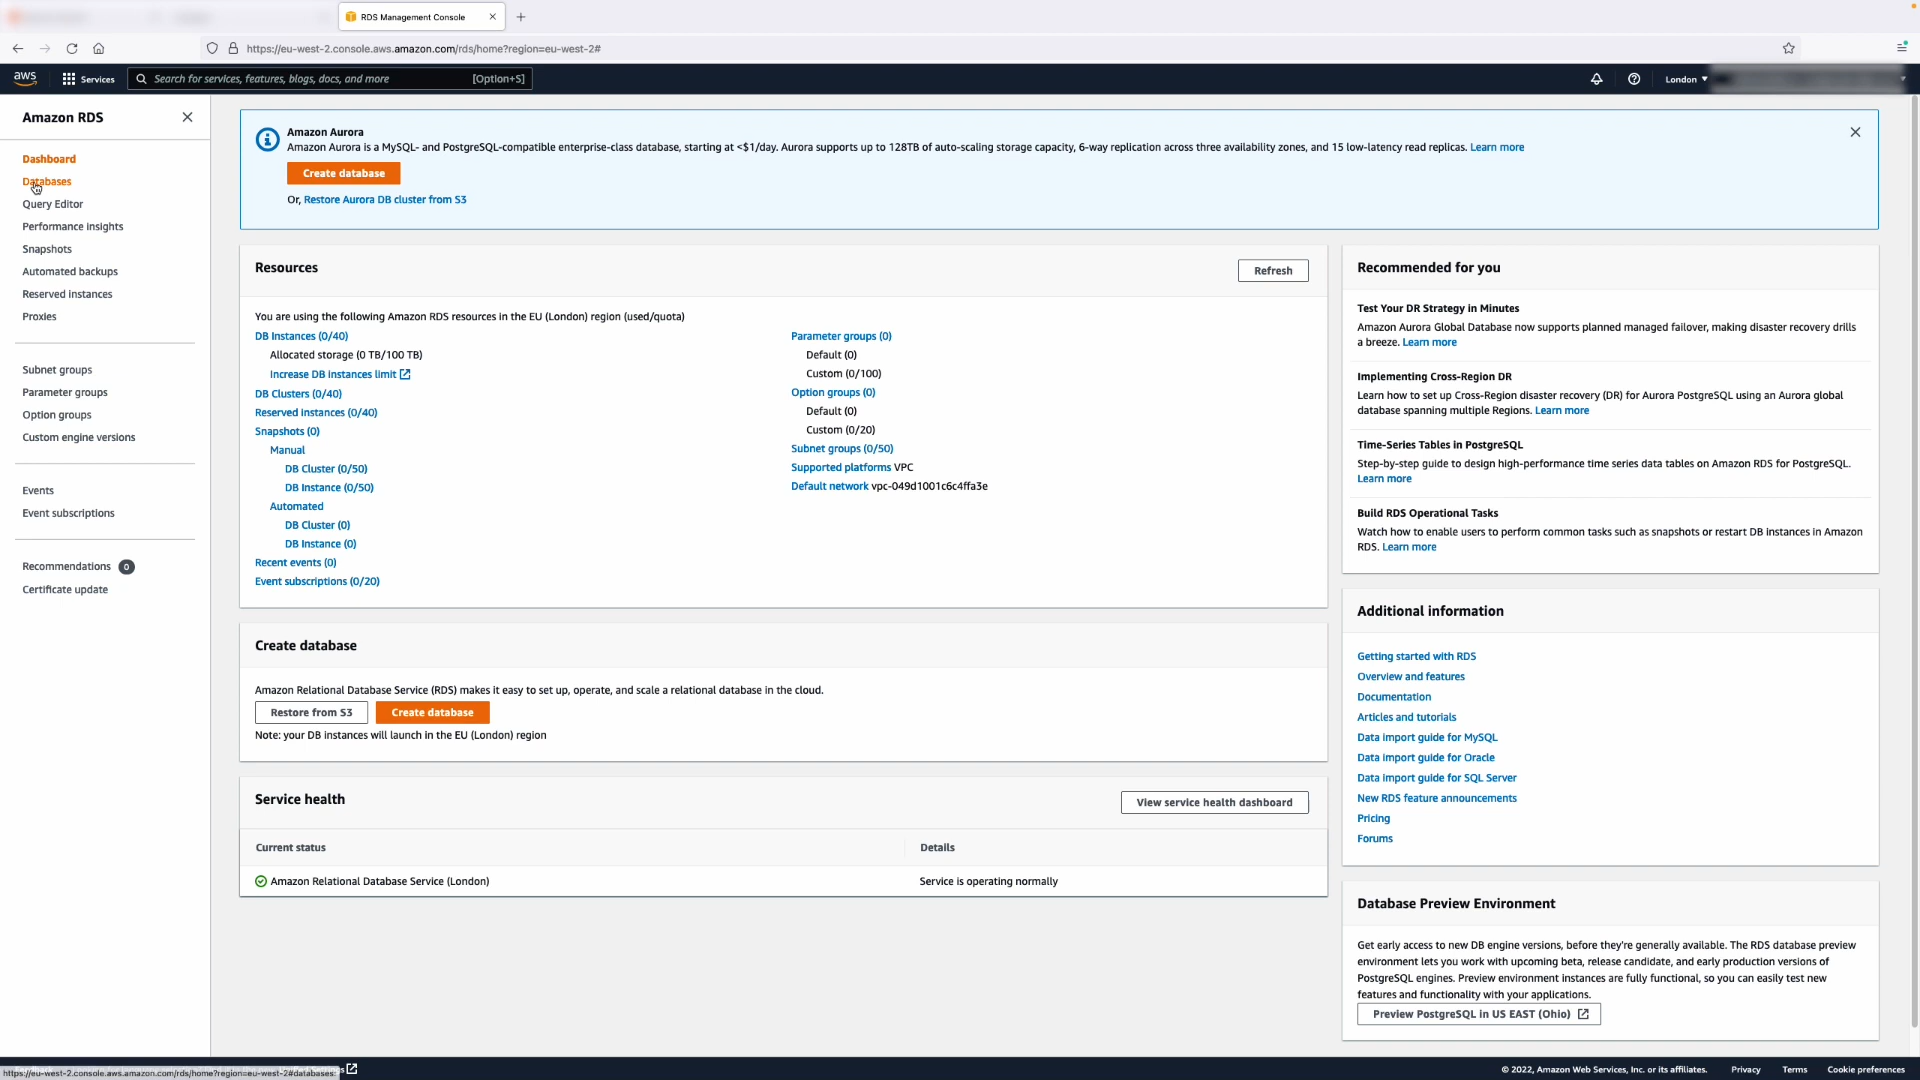 RDS Management Console
https://eu-west-2.console.aws.amazon.com/rds/home?region=eu-west-2#
aws
Services
Search for services, features, blogs, docs, and more
[Option+S]
London
Amazon RDS
Dashboard
Databases
Query Editor
Performance insights
Snapshots
Automated backups
Reserved instances
Proxies
Subnet groups
Parameter groups
Option groups
Custom engine versions
Events
Event subscriptions
Recommendations 0
Certificate update
Amazon Aurora
Amazon Aurora is a MySQL- and PostgreSQL-compatible enterprise-class database, starting at <$1/day. Aurora supports up to 128TB of auto-scaling storage capacity, 6-way replication across three availability zones, and 15 low-latency read replicas. Learn more
Create database
Or, Restore Aurora DB cluster from S3
Resources
Refresh
You are using the following Amazon RDS resources in the EU (London) region (used/quota)
DB Instances (0/40)
Allocated storage (0 TB/100 TB)
Increase DB instances limit
DB Clusters (0/40)
Reserved instances (0/40)
Snapshots (0)
Manual
DB Cluster (0/50)
DB Instance (0/50)
Automated
DB Cluster (0)
DB Instance (0)
Recent events (0)
Event subscriptions (0/20)
Parameter groups (0)
Default (0)
Custom (0/100)
Option groups (0)
Default (0)
Custom (0/20)
Subnet groups (0/50)
Supported platforms VPC
Default network vpc-049d1001c6c4ffa3e
Create database
Amazon Relational Database Service (RDS) makes it easy to set up, operate, and scale a relational database in the cloud.
Restore from S3
Create database
Note: your DB instances will launch in the EU (London) region
Service health
View service health dashboard
Current status
Details
Amazon Relational Database Service (London)
Service is operating normally
Recommended for you
Test Your DR Strategy in Minutes
Amazon Aurora Global Database now supports planned managed failover, making disaster recovery drills
a breeze. Learn more
Implementing Cross-Region DR
Learn how to set up Cross-Region disaster recovery (DR) for Aurora PostgreSQL using an Aurora global
database spanning multiple Regions. Learn more
Time-Series Tables in PostgreSQL
Step-by-step guide to design high-performance time series data tables on Amazon RDS for PostgreSQL.
Learn more
Build RDS Operational Tasks
Watch how to enable users to perform common tasks such as snapshots or restart DB instances in Amazon
RDS. Learn more
Additional information
Getting started with RDS
Overview and features
Documentation
Articles and tutorials
Data import guide for MySQL
Data import guide for Oracle
Data import guide for SQL Server
New RDS feature announcements
Pricing
Forums
Database Preview Environment
Get early access to new DB engine versions, before they're generally available. The RDS database preview
environment lets you work with upcoming beta, release candidate, and early production versions of
PostgreSQL engines. Preview environment instances are fully functional, so you can easily test new
features and functionality with your applications.
Preview PostgreSQL in US EAST (Ohio)
https://eu-west-2.console.aws.amazon.com/rds/home?region=eu-west-2#databases:
© 2022, Amazon Web Services, Inc. or its affiliates.
Privacy
Terms
Cookie preferences